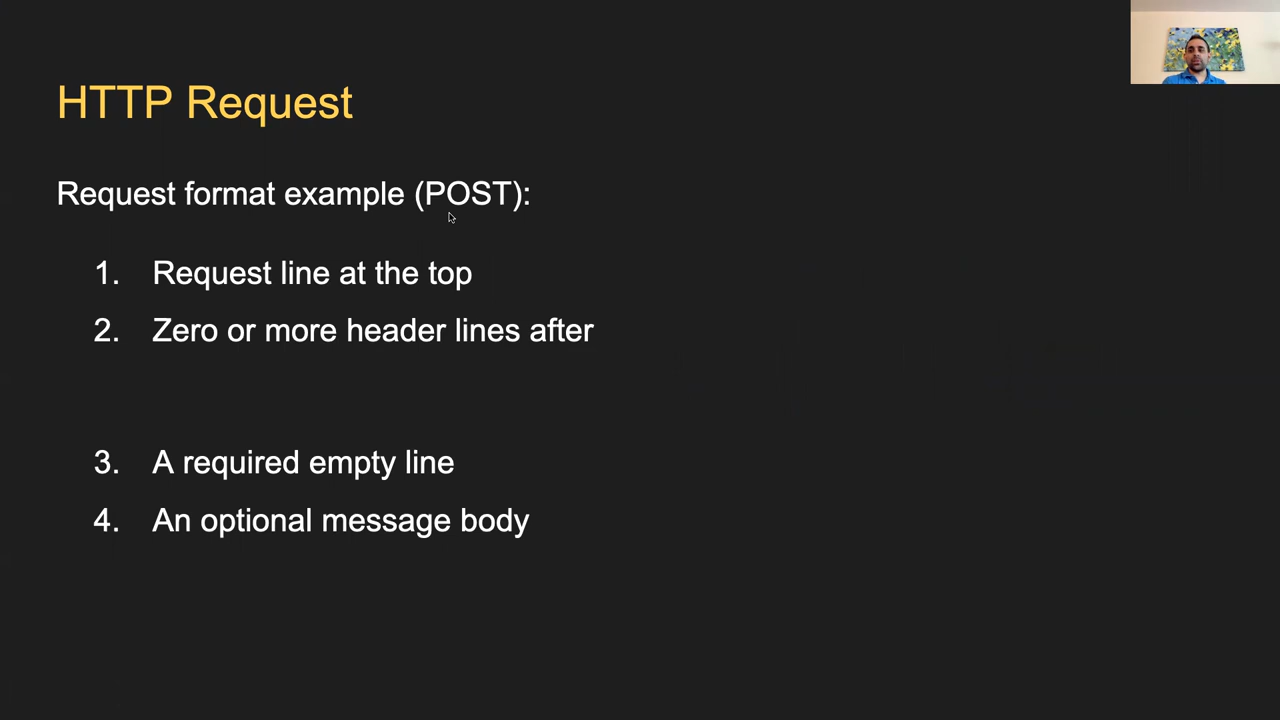 HTTP Request
Request format example (POST):
1. Request line at the top
2. Zero or more header lines after
3. A required empty line
4. An optional message body